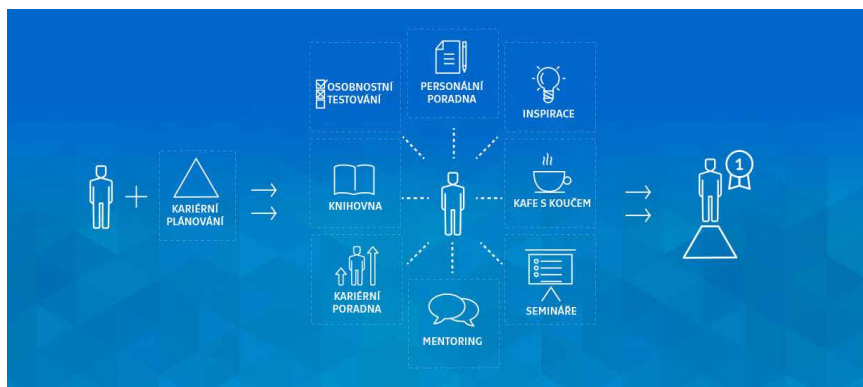 OSOBNOSTNÍ
TESTOVÁNÍ
PERSONÁLNÍ
PORADNA
INSPIRACE
KARIÉRNÍ
PLÁNOVÁNÍ
KNIHOVNA
KAFE S KOUČEM
1
KARIÉRNÍ
PORADNA
MENTORING
SEMINÁŘE